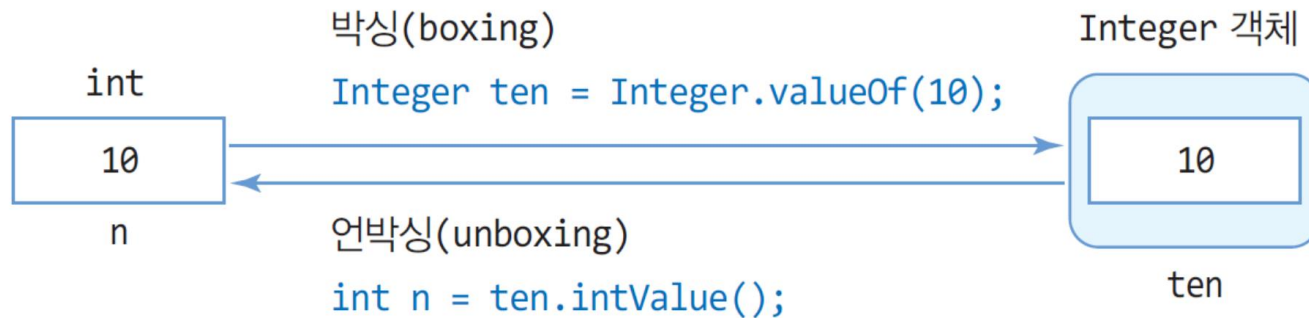 박싱(boxing)
Integer 객체
int
Integer ten = Integer.valueOf(10);
10
10
n
언박싱(unboxing)
ten
int n = ten.intValue();